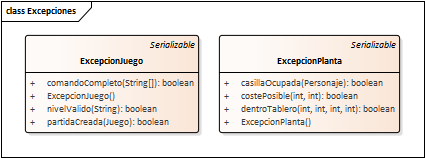 class Excepciones
Serializable
ExcepcionJuego
+ comandoCompleto(String[]): boolean
+ ExcepcionJuego()
+ nivelValido(String): boolean
+ partidaCreada(Juego): boolean
Serializable
ExcepcionPlanta
+ casillaOcupada(Personaje): boolean
+ costePosible(int, int): boolean
+ dentroTablero(int, int, int, int): boolean
+ ExcepcionPlanta()